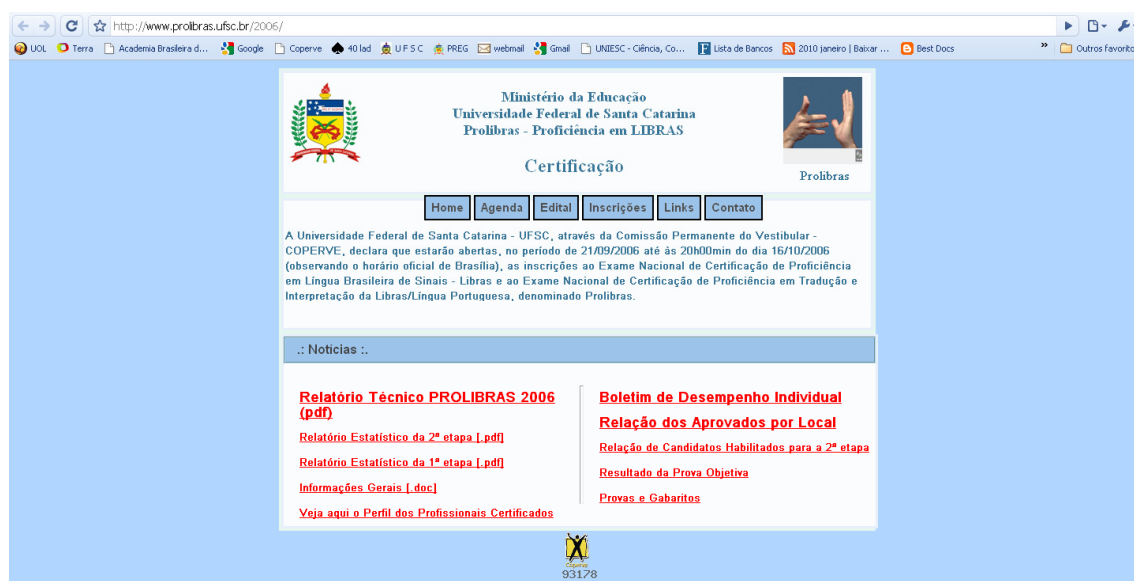 http://www.prolibras.ufsc.br/2006/
UOL Terra Academia Brasileira d... Google Coperve 40 lad U F S C PREG webmail Gmail UNIESC - Ciência, Co... Lista de Bancos 2010 janeiro | Baixar ... Best Docs » Outros favorito
Ministério da Educação
Universidade Federal de Santa Catarina
Prolibras - Proficiência em LIBRAS
Certificação
Prolibras
Home Agenda Edital Inscrições Links Contato
A Universidade Federal de Santa Catarina - UFSC, através da Comissão Permanente do Vestibular -
COPERVE, declara que estarão abertas, no período de 21/09/2006 até ás 20h00min do dia 16/10/2006
(observando o horário oficial de Brasília), as inscrições ao Exame Nacional de Certificação de Proficiência
em Língua Brasileira de Sinais - Libras e ao Exame Nacional de Certificação de Proficiência em Tradução e
Interpretação da Libras/Língua Portuguesa, denominado Prolibras.
.: Noticias :.
Relatório Técnico PROLIBRAS 2006
(pdf)
Relatório Estatístico da 2ª etapa [.pdf]
Relatório Estatístico da 1ª etapa [.pdf]
Informações Gerais [.doc]
Veja aqui o Perfil dos Profissionais Certificados
Boletim de Desempenho Individual
Relação dos Aprovados por Local
Relação de Candidatos Habilitados para a 2ª etapa
Resultado da Prova Objetiva
Provas e Gabaritos
Coperve
93178